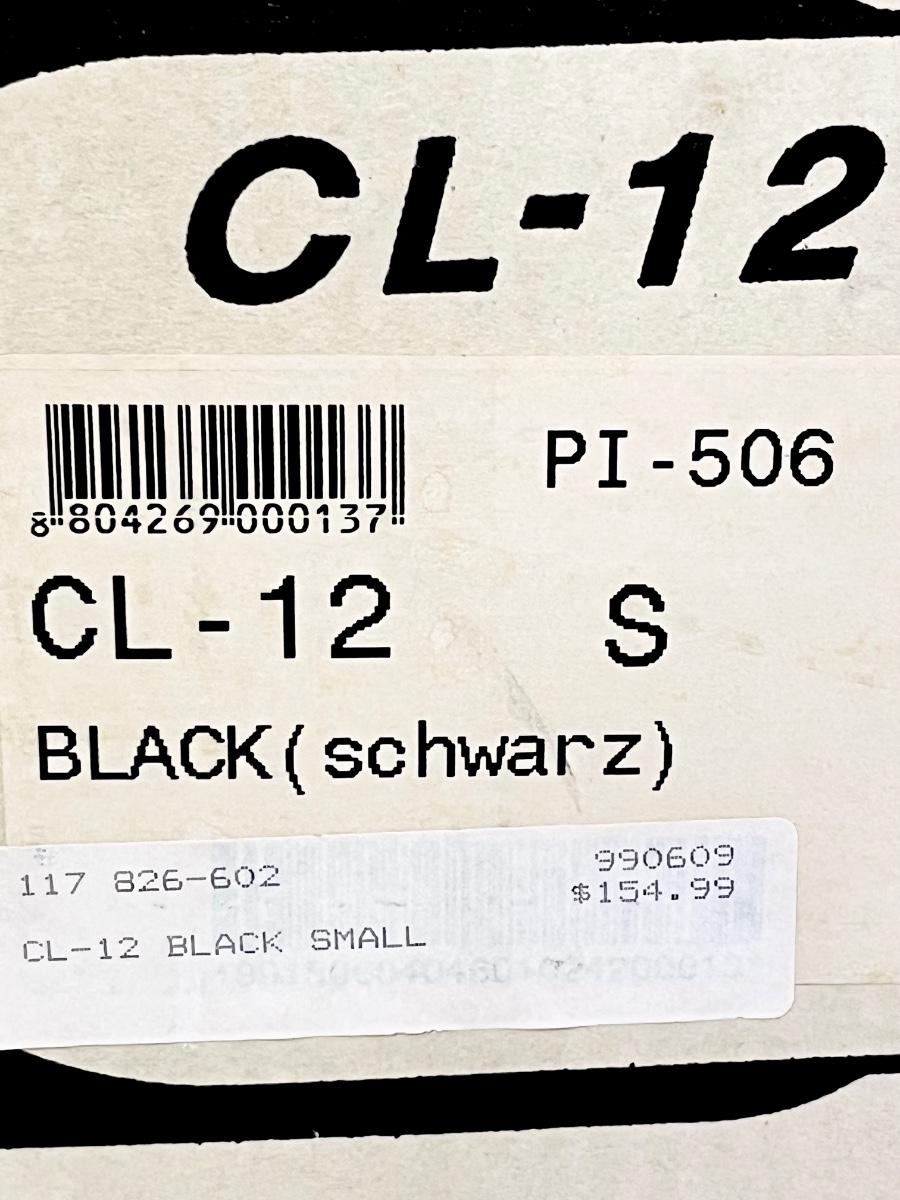 CL-12
8 804269 000137
PI-506
CL-12 S
BLACK(schwarz)
117 826-602
990609
$154.99
CL-12 BLACK SMALL